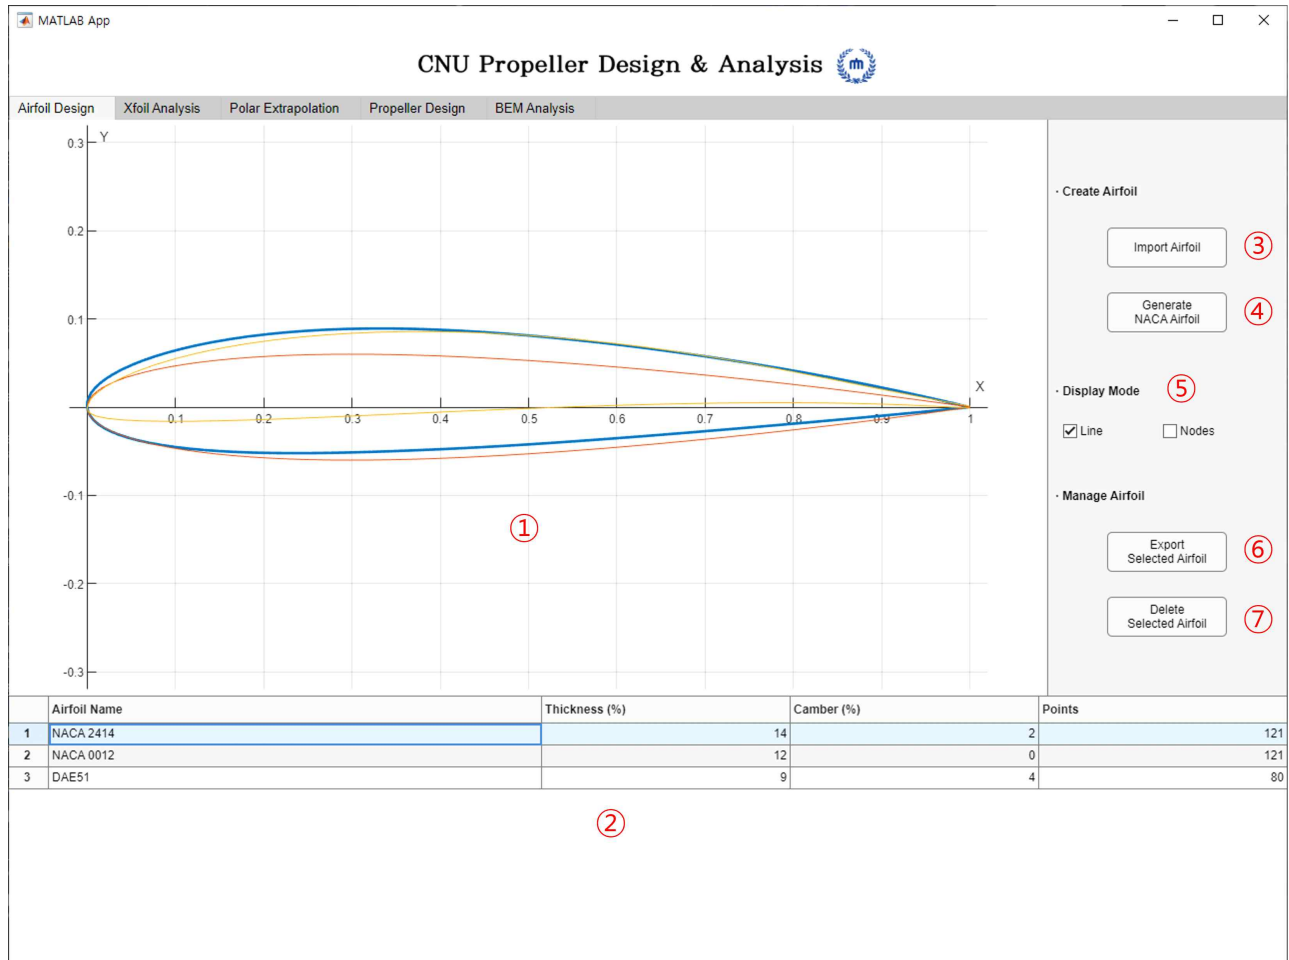 MATLAB App
CNU Propeller Design & Analysis
Airfoil Design Xfoil Analysis Polar Extrapolation Propeller Design BEM Analysis
Y
0.3
0.2
0.1
X
0.1 0.2 0.3 0.4 0.5 0.6 0.7 0.8 0.9 1
-0.1
-0.2
-0.3
①
· Create Airfoil
Import Airfoil ③
Generate
NACA Airfoil ④
· Display Mode ⑤
Line Nodes
· Manage Airfoil
Export
Selected Airfoil ⑥
Delete
Selected Airfoil ⑦
Airfoil Name Thickness (%) Camber (%) Points
1 NACA 2414 14 2 121
2 NACA 0012 12 0 121
3 DAE51 9 4 80
②